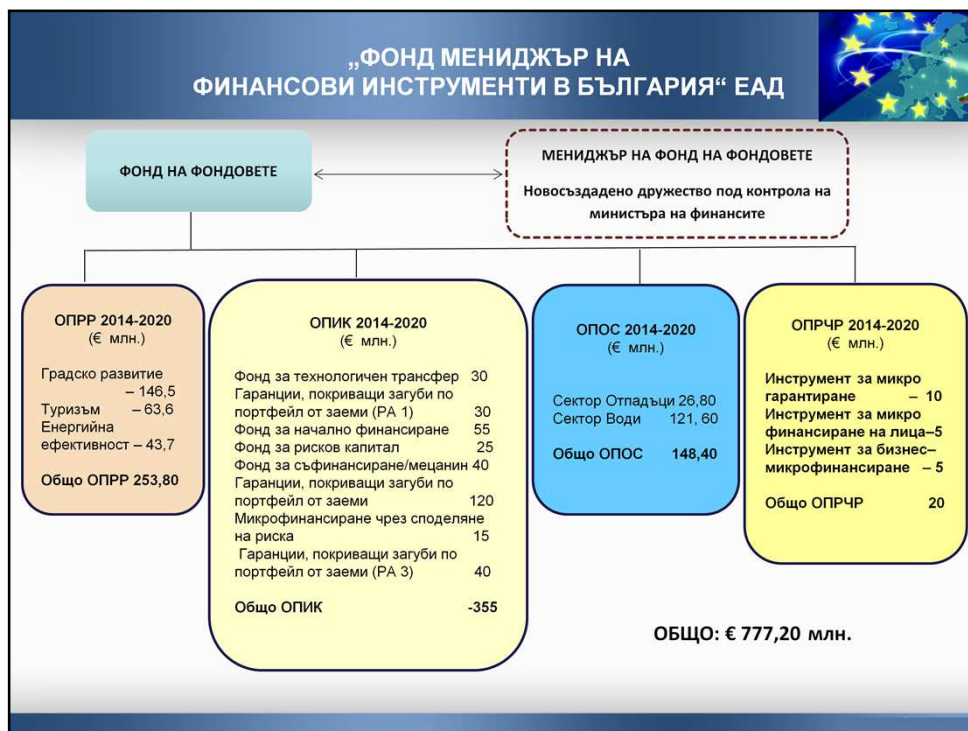 „ФОНД МЕНИДЖЪР НА
ФИНАНСОВИ ИНСТРУМЕНТИ В БЪЛГАРИЯ“ ЕАД
ФОНД НА ФОНДОВЕТЕ
МЕНИДЖЪР НА ФОНД НА ФОНДОВЕТЕ
Новосъздадено дружество под контрола на
министъра на финансите
ОПРР 2014-2020
(€ млн.)
Градско развитие
– 146,5
Туризъм – 63,6
Енергийна
ефективност – 43,7
Общо ОПРР 253,80
ОПИК 2014-2020
(€ млн.)
Фонд за технологичен трансфер 30
Гаранции, покриващи загуби по
портфейл от заеми (РА 1) 30
Фонд за начално финансиране 55
Фонд за рисков капитал 25
Фонд за съфинансиране/мецанин 40
Гаранции, покриващи загуби по
портфейл от заеми 120
Микрофинансиране чрез споделяне
на риска 15
Гаранции, покриващи загуби по
портфейл от заеми (РА 3) 40
Общо ОПИК -355
ОПОС 2014-2020
(€ млн.)
Сектор Отпадъци 26,80
Сектор Води 121, 60
Общо ОПОС 148,40
ОПРЧР 2014-2020
(€ млн.)
Инструмент за микро
гарантиране – 10
Инструмент за микро
финансиране на лица–5
Инструмент за бизнес–
микрофинансиране – 5
Общо ОПРЧР 20
ОБЩО: € 777,20 млн.